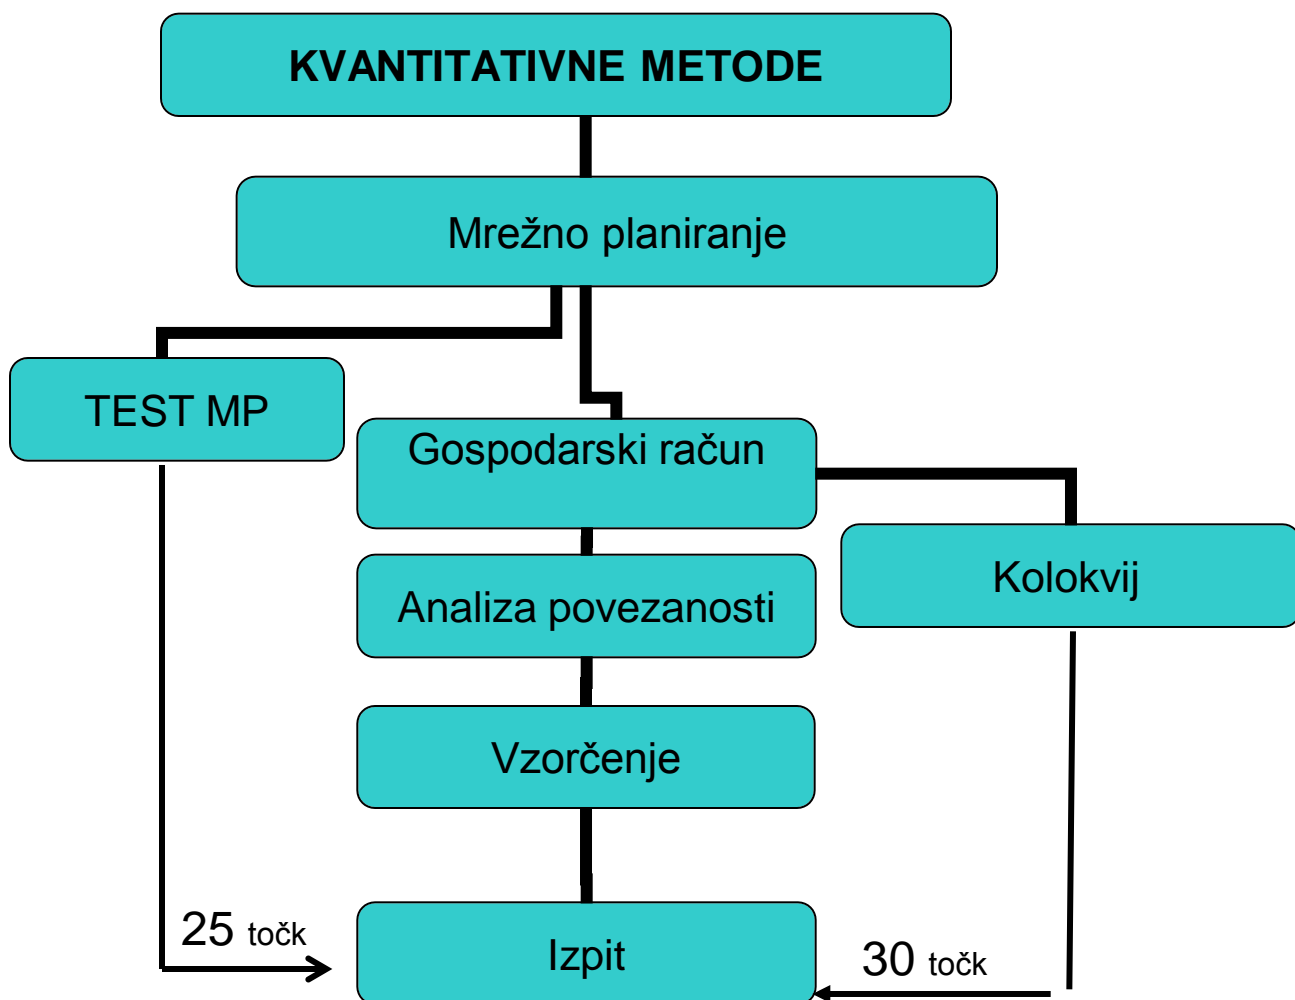 KVANTITATIVNE METODE
Mrežno planiranje
TEST MP
Gospodarski račun
Kolokvij
Analiza povezanosti
Vzorčenje
25 točk
Izpit
30 točk